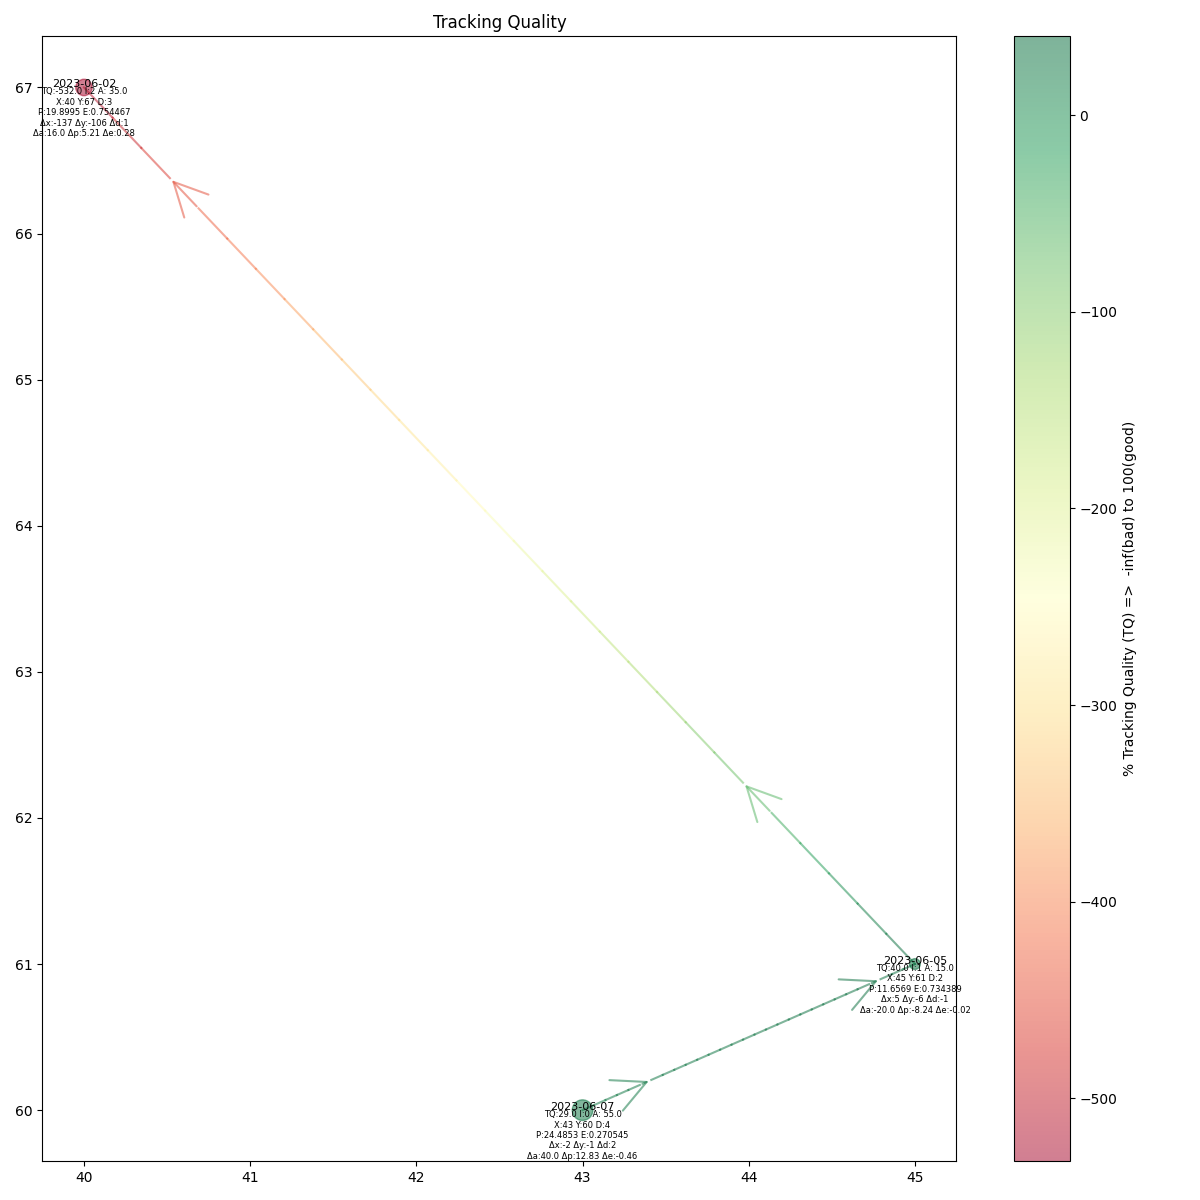 Tracking Quality
2023-06-02
TQ:-532.0 I:2 A: 35.0
X:40 Y:67 D:3
P:19.8995 E:0.754467
Δx:-137 Δy:-106 Δd:1
Δa:16.0 Δp:5.21 Δe:0.28
2023-06-05
TQ:40.0 I:1 A: 15.0
X:45 Y:61 D:2
P:11.6569 E:0.734389
Δx:5 Δy:-6 Δd:-1
Δa:-20.0 Δp:-8.24 Δe:-0.02
2023-06-07
TQ:29.0 I:0 A: 55.0
X:43 Y:60 D:4
P:24.4853 E:0.270545
Δx:-2 Δy:-1 Δd:2
Δa:40.0 Δp:12.83 Δe:-0.46
67
66
65
64
63
62
61
60
40
41
42
43
44
45
0
−100
−200
−300
−400
−500
% Tracking Quality (TQ) => -inf(bad) to 100(good)